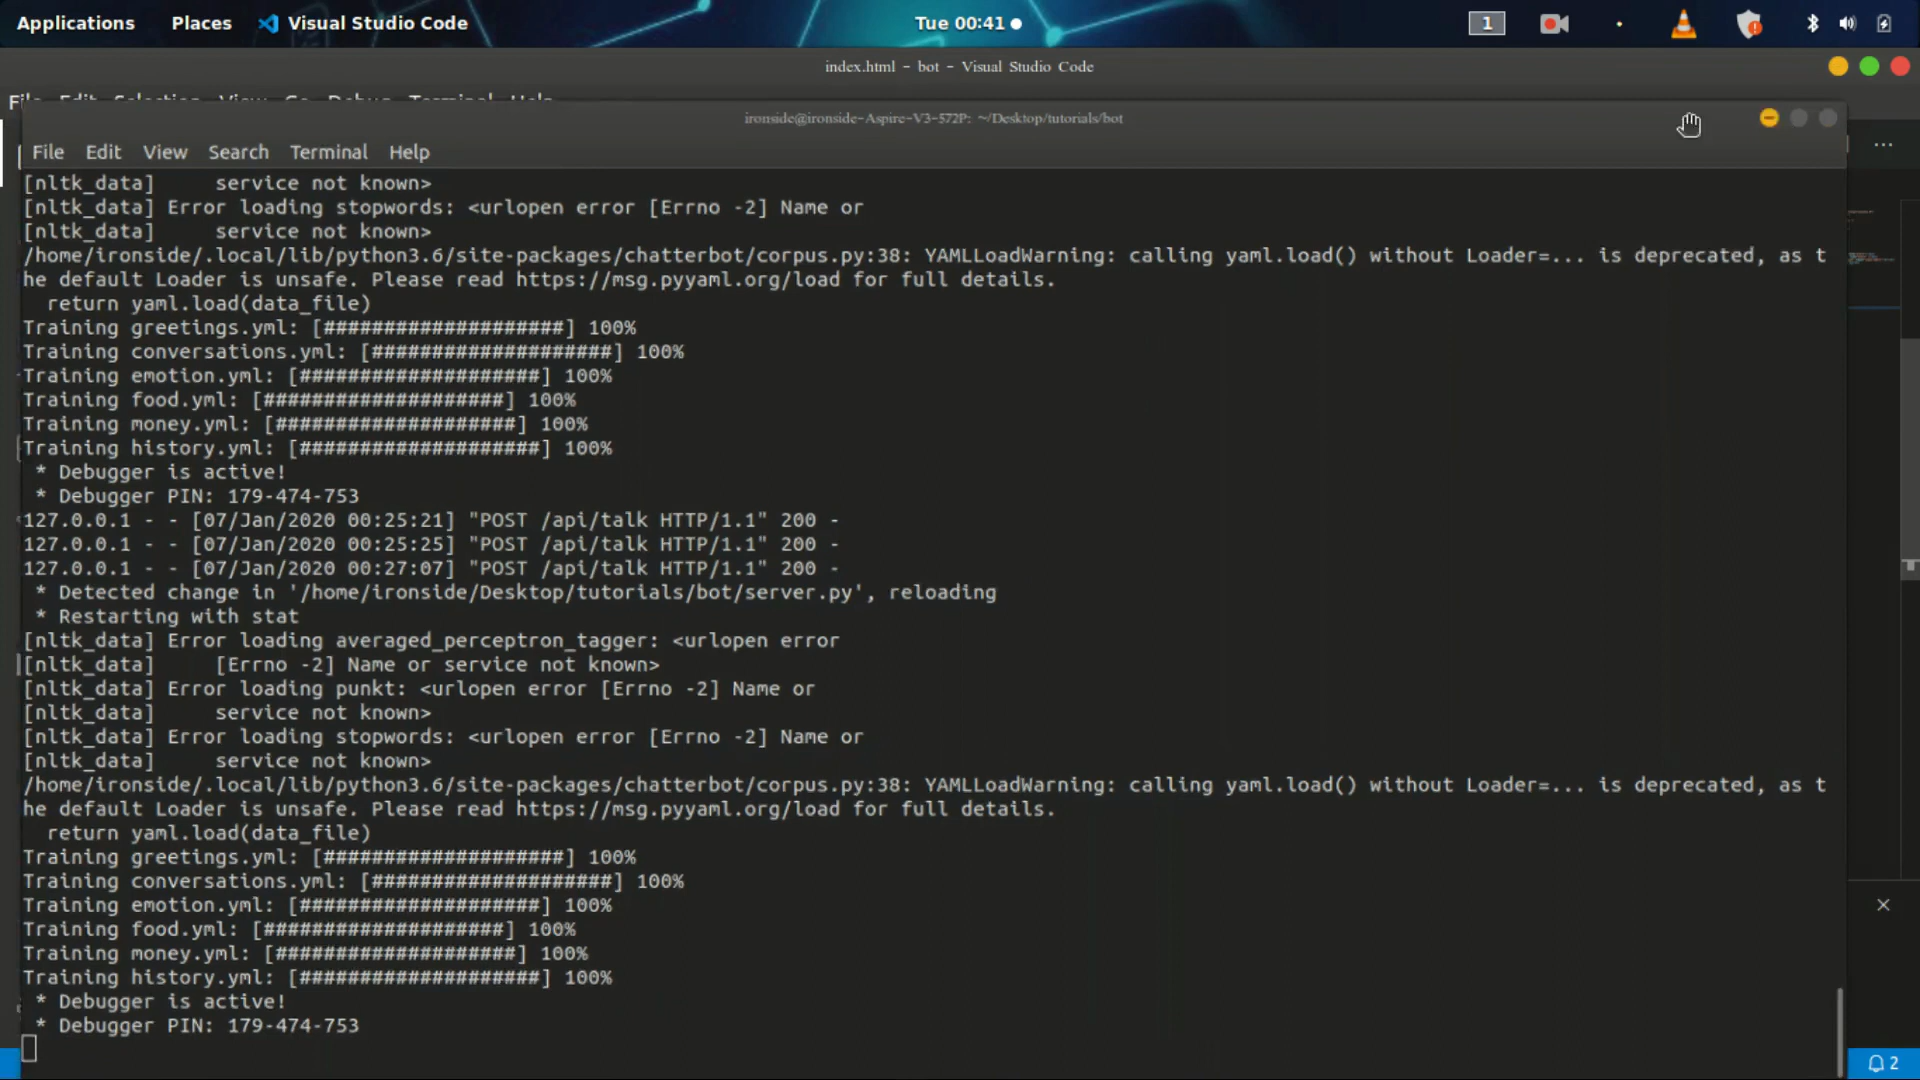 Applications Places Visual Studio Code Tue 00:41 1
index.html - bot - Visual Studio Code
File Edit Selection View Go Debug Terminal Help
ironside@ironside-Aspire-V3-572P: ~/Desktop/tutorials/bot
File Edit View Search Terminal Help
[nltk_data]     service not known>
[nltk_data] Error loading stopwords: <urlopen error [Errno -2] Name or
[nltk_data]     service not known>
/home/ironside/.local/lib/python3.6/site-packages/chatterbot/corpus.py:38: YAMLLoadWarning: calling yaml.load() without Loader=... is deprecated, as t
he default Loader is unsafe. Please read https://msg.pyyaml.org/load for full details.
  return yaml.load(data_file)
Training greetings.yml: [####################] 100%
Training conversations.yml: [####################] 100%
Training emotion.yml: [####################] 100%
Training food.yml: [####################] 100%
Training money.yml: [####################] 100%
Training history.yml: [####################] 100%
 * Debugger is active!
 * Debugger PIN: 179-474-753
127.0.0.1 - - [07/Jan/2020 00:25:21] "POST /api/talk HTTP/1.1" 200 -
127.0.0.1 - - [07/Jan/2020 00:25:25] "POST /api/talk HTTP/1.1" 200 -
127.0.0.1 - - [07/Jan/2020 00:27:07] "POST /api/talk HTTP/1.1" 200 -
 * Detected change in '/home/ironside/Desktop/tutorials/bot/server.py', reloading
 * Restarting with stat
[nltk_data] Error loading averaged_perceptron_tagger: <urlopen error
[nltk_data]     [Errno -2] Name or service not known>
[nltk_data] Error loading punkt: <urlopen error [Errno -2] Name or
[nltk_data]     service not known>
[nltk_data] Error loading stopwords: <urlopen error [Errno -2] Name or
[nltk_data]     service not known>
/home/ironside/.local/lib/python3.6/site-packages/chatterbot/corpus.py:38: YAMLLoadWarning: calling yaml.load() without Loader=... is deprecated, as t
he default Loader is unsafe. Please read https://msg.pyyaml.org/load for full details.
  return yaml.load(data_file)
Training greetings.yml: [####################] 100%
Training conversations.yml: [####################] 100%
Training emotion.yml: [####################] 100%
Training food.yml: [####################] 100%
Training money.yml: [####################] 100%
Training history.yml: [####################] 100%
 * Debugger is active!
 * Debugger PIN: 179-474-753
2